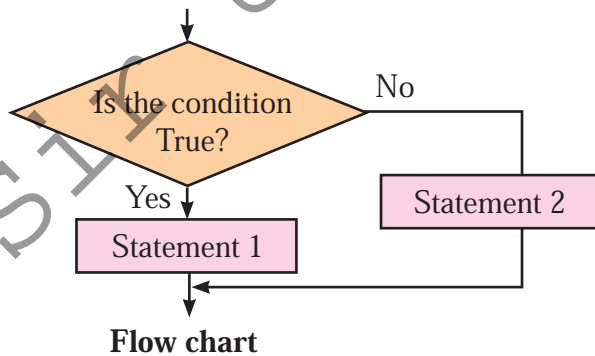 Is the condition
True?
No
Yes
Statement 2
Statement 1
Flow chart